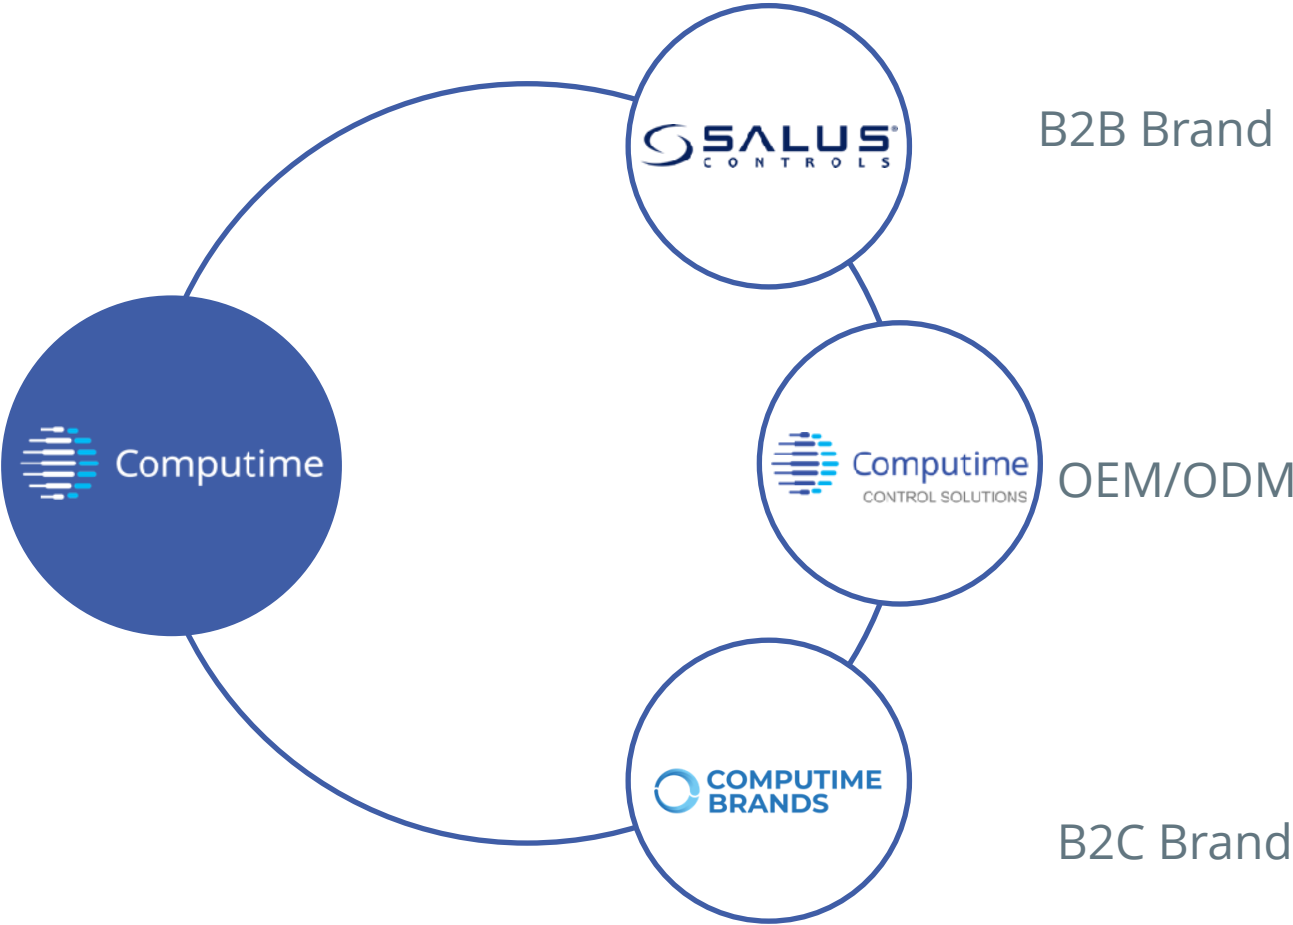 SALUS®
CONTROLS
B2B Brand
Computime
Computime
CONTROL SOLUTIONS
OEM/ODM
COMPUTIME
BRANDS
B2C Brand